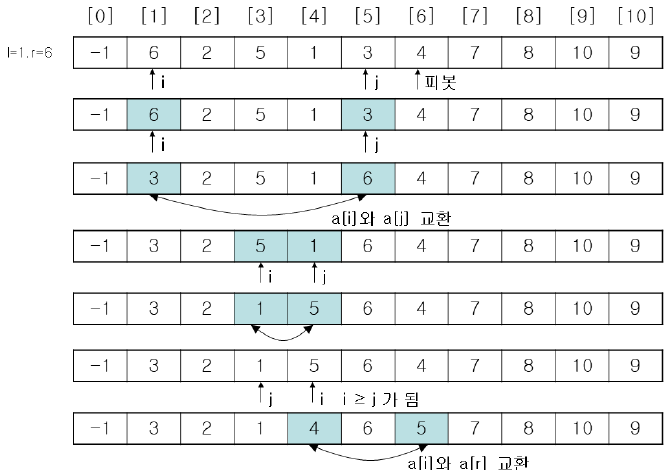 [0] [1] [2] [3] [4] [5] [6] [7] [8] [9] [10]
l=1,r=6 -1 6 2 5 1 3 4 7 8 10 9
i j 피봇
-1 6 2 5 1 3 4 7 8 10 9
i j
-1 3 2 5 1 6 4 7 8 10 9
a[i]와 a[j] 교환
-1 3 2 5 1 6 4 7 8 10 9
i j
-1 3 2 1 5 6 4 7 8 10 9
-1 3 2 1 5 6 4 7 8 10 9
j i i ≥ j가 됨
-1 3 2 1 4 6 5 7 8 10 9
a[i]와 a[r] 교환